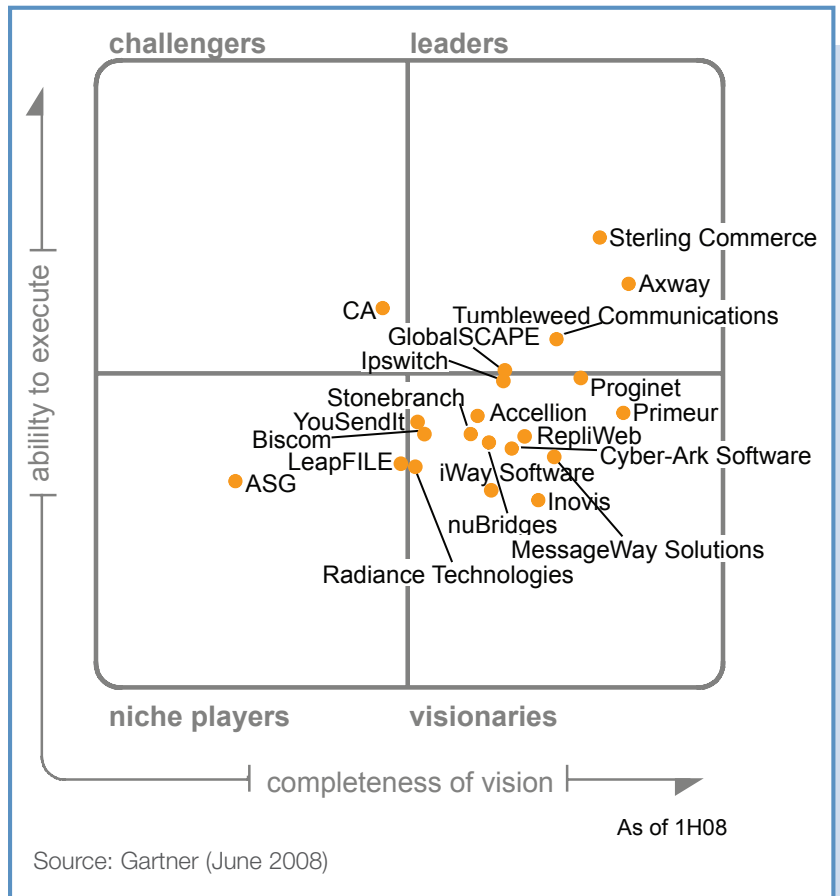 challengers
leaders
Sterling Commerce
Axway
CA
Tumbleweed Communications
GlobalSCAPE
Ipswitch
Proginet
Stonebranch
Accellion
Primeur
YouSendIt
Biscom
RepliWeb
Cyber-Ark Software
LeapFILE
iWay Software
ASG
Inovis
nuBridges
MessageWay Solutions
Radiance Technologies
ability to execute
niche players
visionaries
completeness of vision
As of 1H08
Source: Gartner (June 2008)